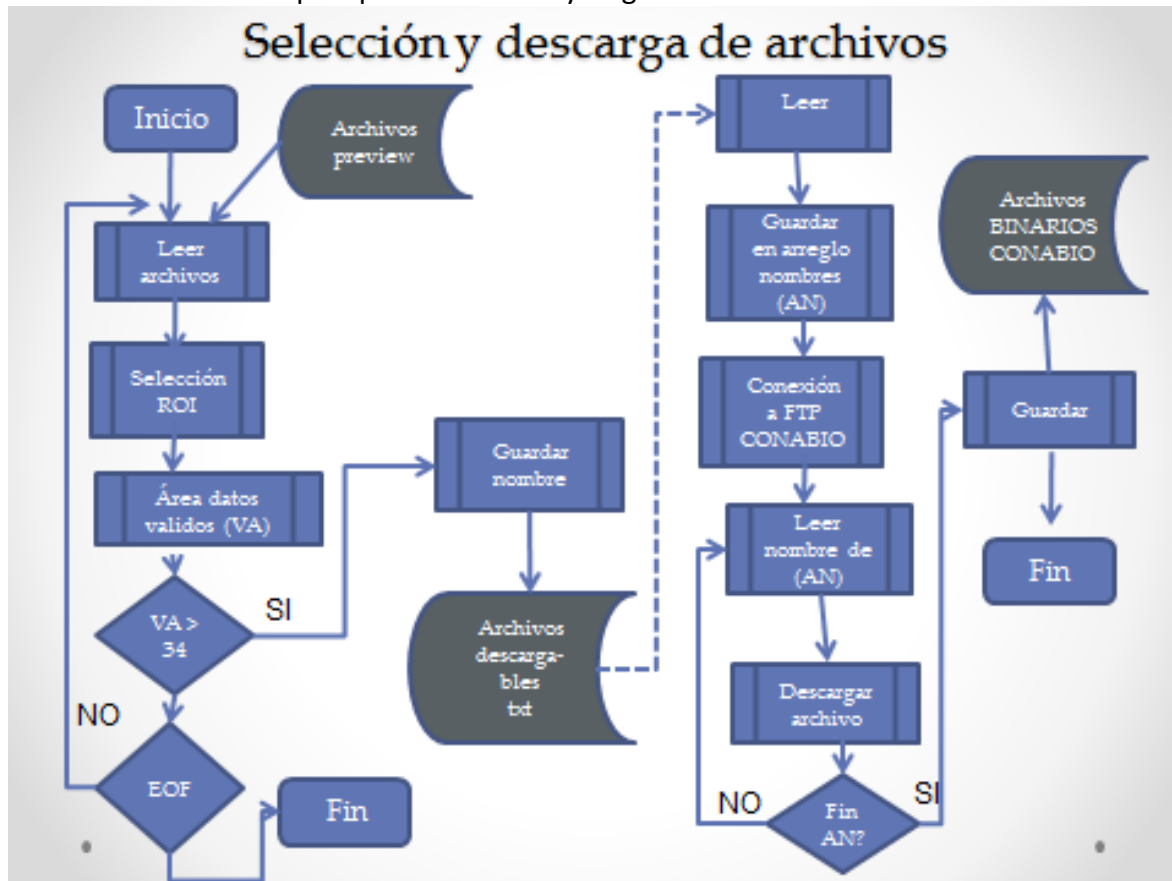 Selección y descarga de archivos
Inicio
Archivos
preview
Leer
archivos
Selección
ROI
Área datos
validos (VA)
VA >
34
SI
NO
EOF
Fin
Guardar
nombre
Archivos
descarga-
bles
txt
Leer
Guardar
en arreglo
nombres
(AN)
Conexión
a FTP
CONABIO
Leer
nombre de
(AN)
Descargar
archivo
Fin
AN?
NO
SI
Guardar
Archivos
BINARIOS
CONABIO
Fin